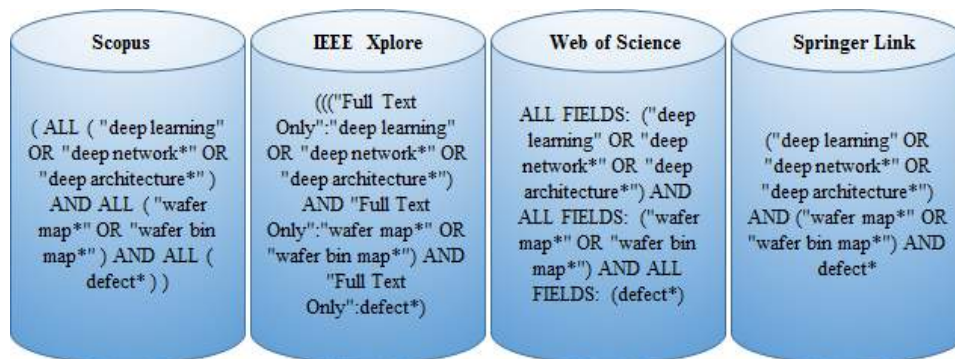 Scopus
( ALL ( "deep learning"
OR "deep network*" OR
"deep architecture*" )
AND ALL ( "wafer
map*" OR "wafer bin
map*" ) AND ALL (
defect* ) )
IEEE Xplore
((("Full Text
Only":"deep learning"
OR "deep network*" OR
"deep architecture*")
AND "Full Text
Only":"wafer map*" OR
"wafer bin map*") AND
"Full Text
Only":defect*)
Web of Science
ALL FIELDS: ("deep
learning" OR "deep
network*" OR "deep
architecture*") AND
ALL FIELDS: ("wafer
map*" OR "wafer bin
map*") AND ALL
FIELDS: (defect*)
Springer Link
("deep learning" OR
"deep network*" OR
"deep architecture*")
AND ("wafer map*" OR
"wafer bin map*") AND
defect*